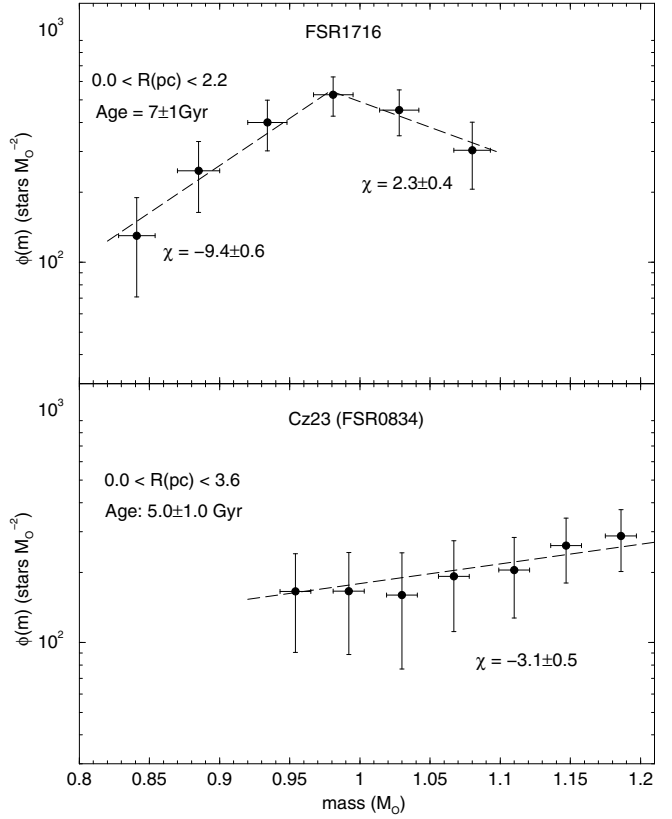 FSR1716
0.0 < R(pc) < 2.2
Age = 7±1Gyr
χ = 2.3±0.4
χ = −9.4±0.6
10³
10²
φ(m) (stars M_O⁻²)
Cz23 (FSR0834)
0.0 < R(pc) < 3.6
Age: 5.0±1.0 Gyr
χ = −3.1±0.5
10³
10²
φ(m) (stars M_O⁻²)
0.8 0.85 0.9 0.95 1 1.05 1.1 1.15 1.2
mass (M_O)